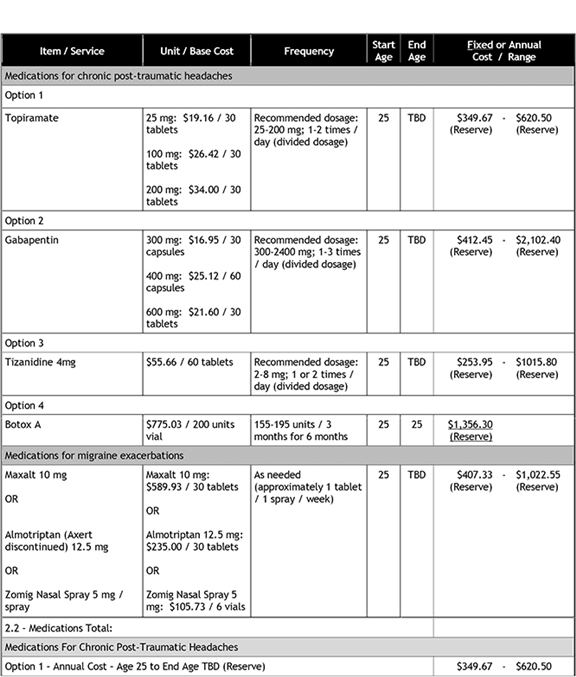 Item / Service Unit / Base Cost Frequency Start Age End Age Fixed or Annual Cost / Range
Medications for chronic post-traumatic headaches
Option 1
Topiramate
25 mg: $19.16 / 30
tablets
100 mg: $26.42 / 30
tablets
200 mg: $34.00 / 30
tablets
Recommended dosage:
25-200 mg; 1-2 times /
day (divided dosage)
25
TBD
$349.67 - $620.50
(Reserve) (Reserve)
Option 2
Gabapentin
300 mg: $16.95 / 30
capsules
400 mg: $25.12 / 60
capsules
600 mg: $21.60 / 30
tablets
Recommended dosage:
300-2400 mg; 1-3 times
/ day (divided dosage)
25
TBD
$412.45 - $2,102.40
(Reserve) (Reserve)
Option 3
Tizanidine 4mg
$55.66 / 60 tablets
Recommended dosage:
2-8 mg; 1 or 2 times /
day (divided dosage)
25
TBD
$253.95 - $1015.80
(Reserve) (Reserve)
Option 4
Botox A
$775.03 / 200 units
vial
155-195 units / 3
months for 6 months
25
25
$1,356.30
(Reserve)
Medications for migraine exacerbations
Maxalt 10 mg
OR
Almotriptan (Axert
discontinued) 12.5 mg
OR
Zomig Nasal Spray 5 mg /
spray
Maxalt 10 mg:
$589.93 / 30 tablets
OR
Almotriptan 12.5 mg:
$235.00 / 30 tablets
OR
Zomig Nasal Spray 5
mg: $105.73 / 6 vials
As needed
(approximately 1 tablet
/ 1 spray / week)
25
TBD
$407.33 - $1,022.55
(Reserve) (Reserve)
2.2 - Medications Total:
Medications For Chronic Post-Traumatic Headaches
Option 1 - Annual Cost - Age 25 to End Age TBD (Reserve) $349.67 - $620.50